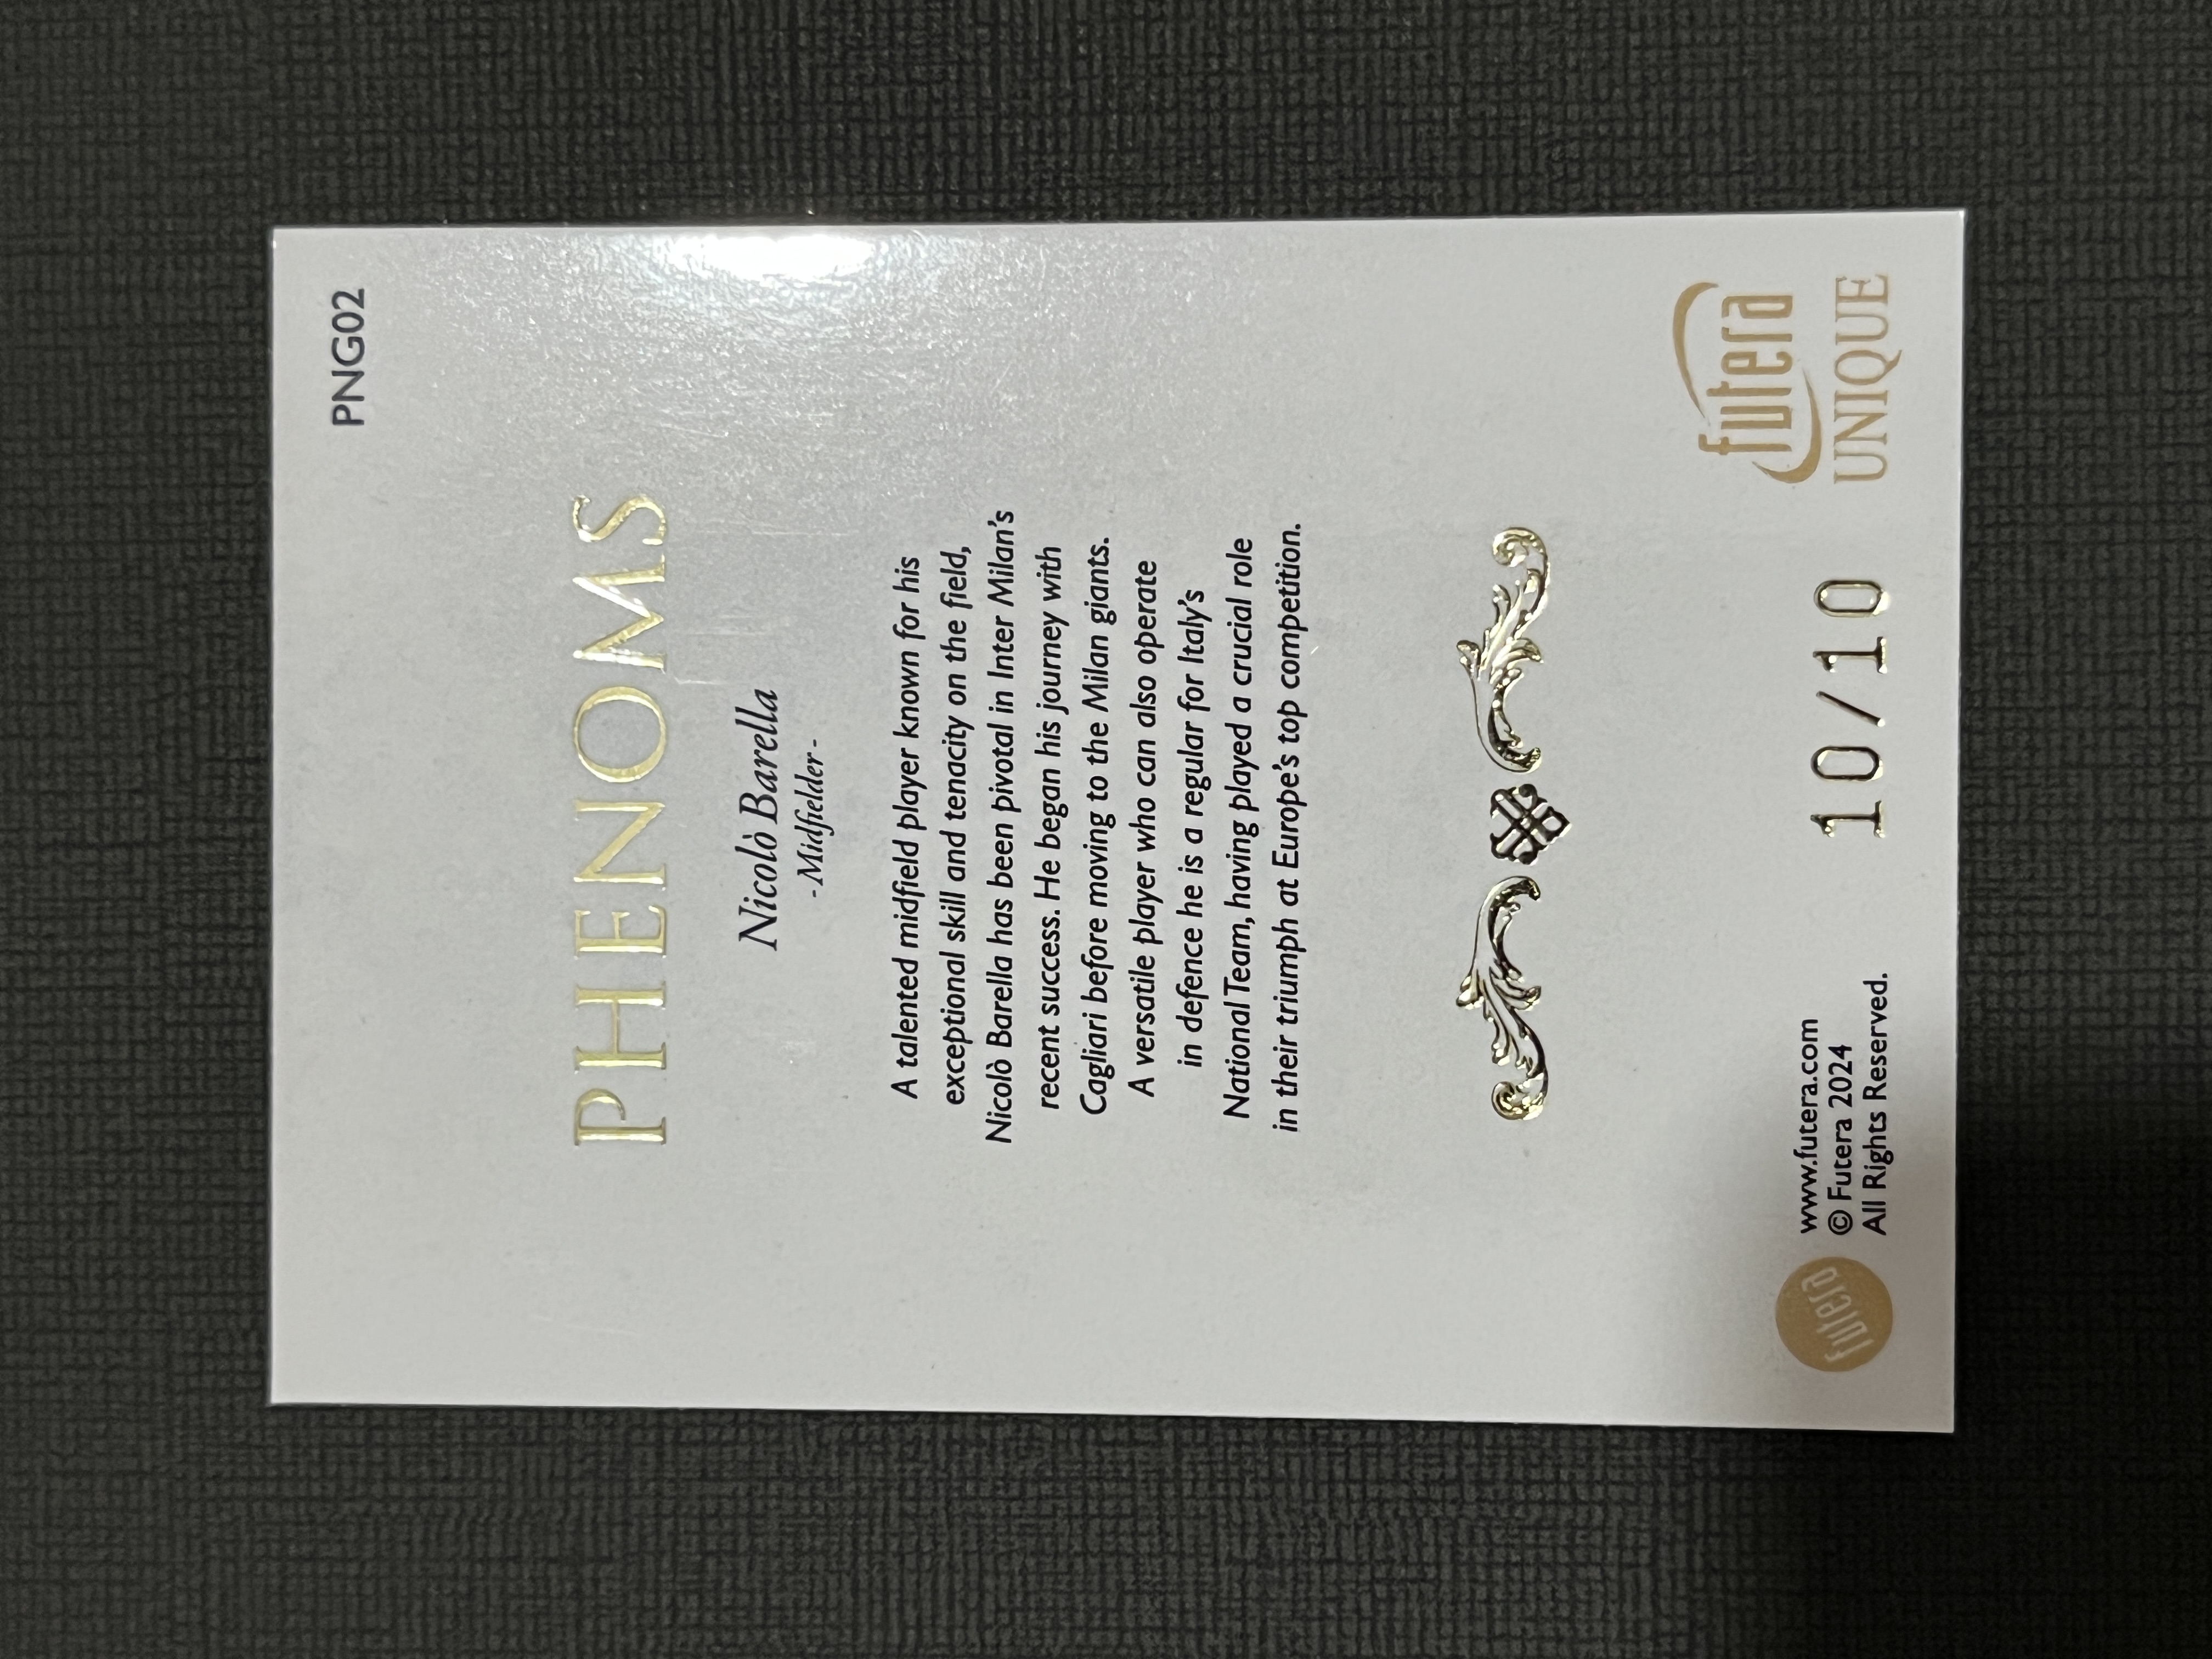 PNG02
PHENOMS
Nicolò Barella
-Midfielder-
A talented midfield player known for his
exceptional skill and tenacity on the field,
Nicolò Barella has been pivotal in Inter Milan's
recent success. He began his journey with
Cagliari before moving to the Milan giants.
A versatile player who can also operate
in defence he is a regular for Italy's
National Team, having played a crucial role
in their triumph at Europe's top competition.
futera
www.futera.com
© Futera 2024
All Rights Reserved.
10/10
futera
UNIQUE